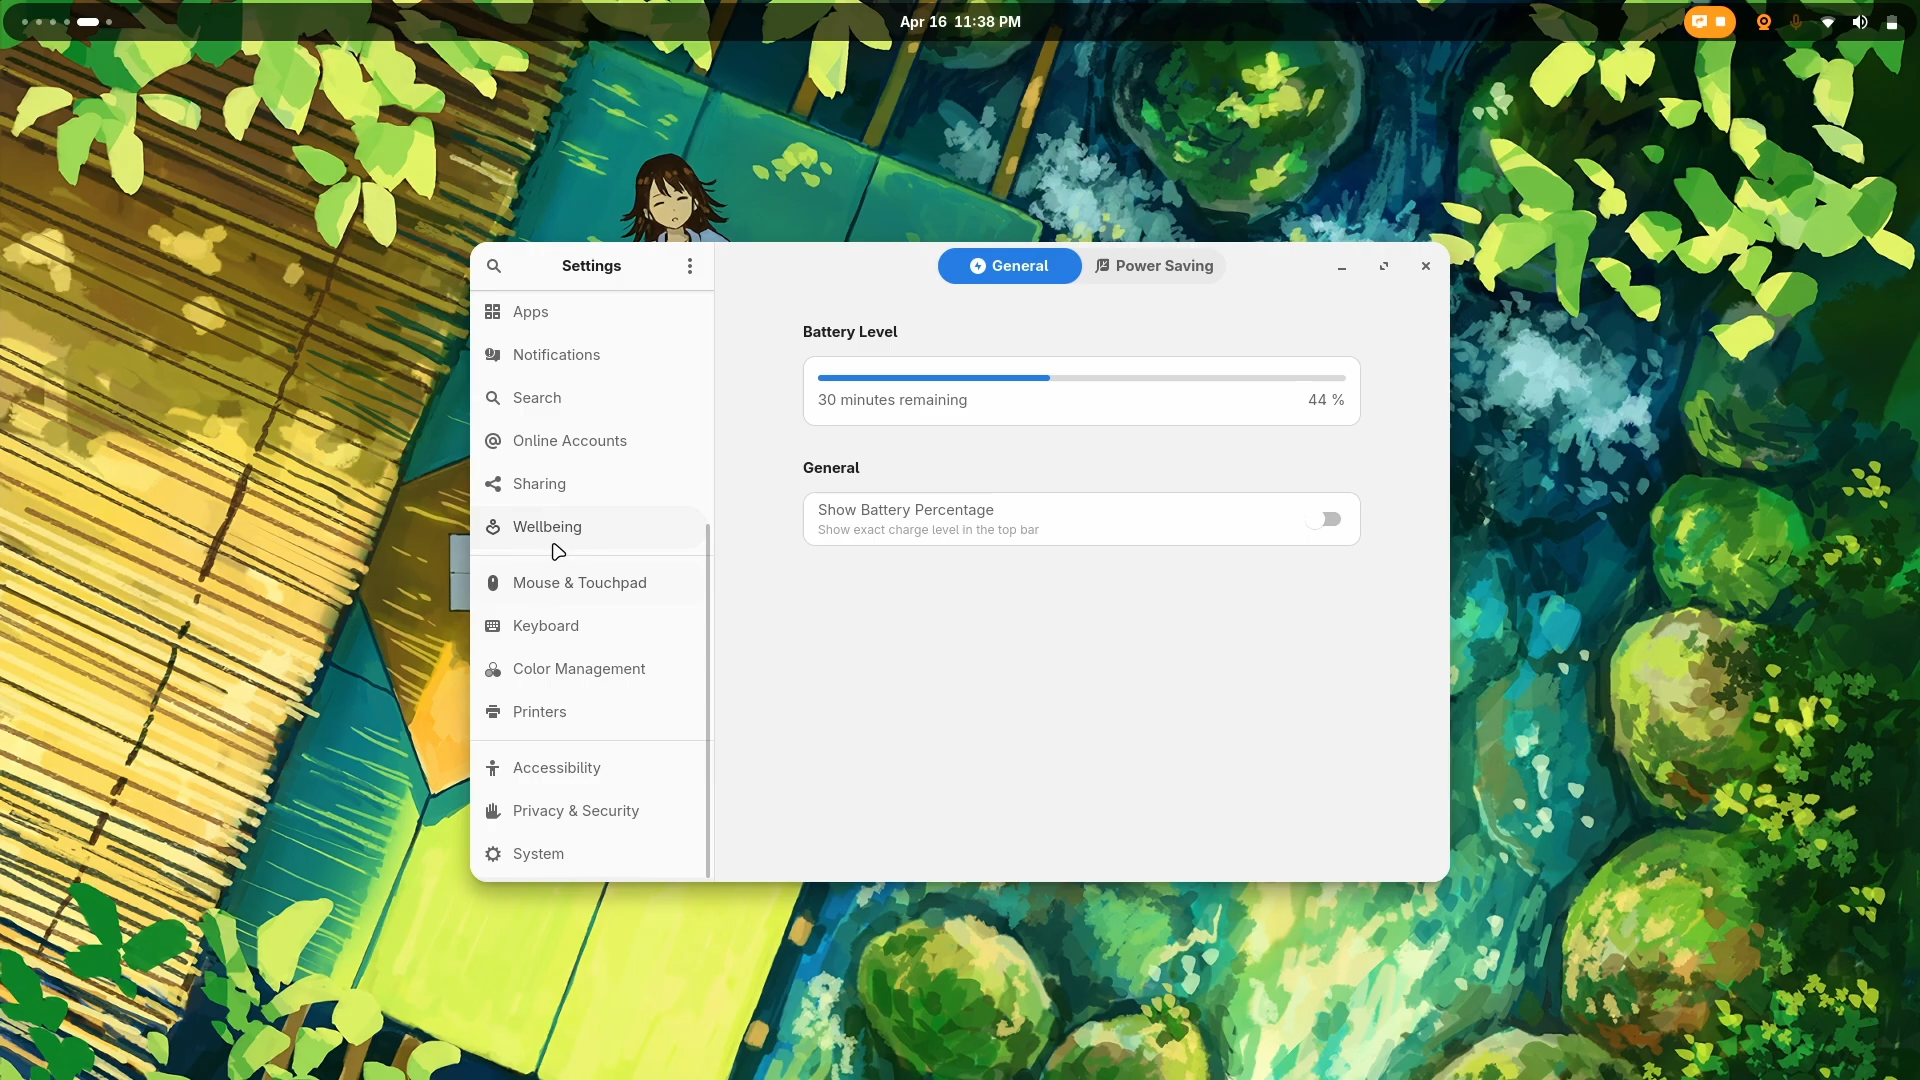 Apr 16 11:38 PM
Settings
General
Power Saving
Apps
Notifications
Search
Online Accounts
Sharing
Wellbeing
Mouse & Touchpad
Keyboard
Color Management
Printers
Accessibility
Privacy & Security
System
Battery Level
30 minutes remaining
44 %
General
Show Battery Percentage
Show exact charge level in the top bar